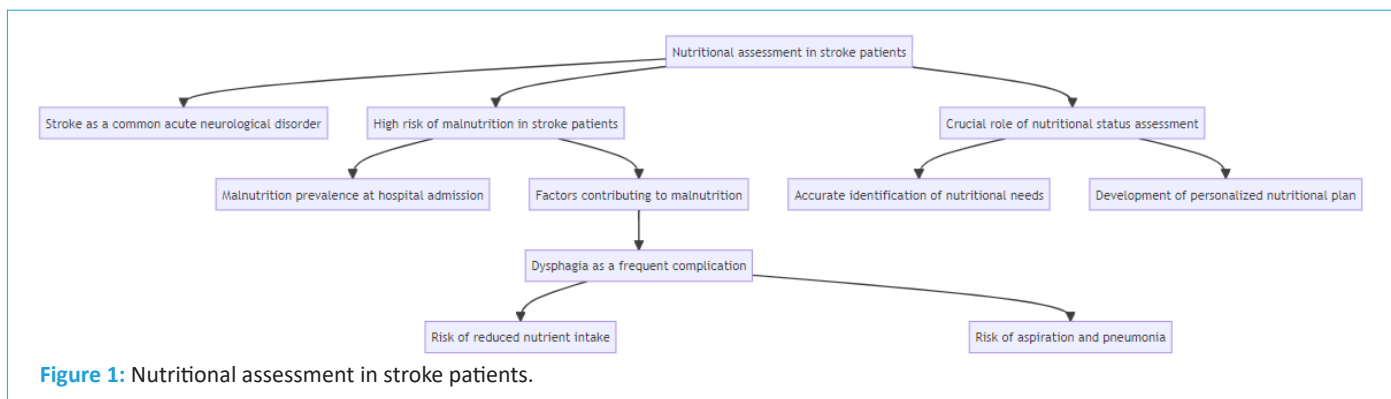 Nutritional assessment in stroke patients
Stroke as a common acute neurological disorder
High risk of malnutrition in stroke patients
Crucial role of nutritional status assessment
Malnutrition prevalence at hospital admission
Factors contributing to malnutrition
Accurate identification of nutritional needs
Development of personalized nutritional plan
Dysphagia as a frequent complication
Risk of reduced nutrient intake
Risk of aspiration and pneumonia
Figure 1: Nutritional assessment in stroke patients.